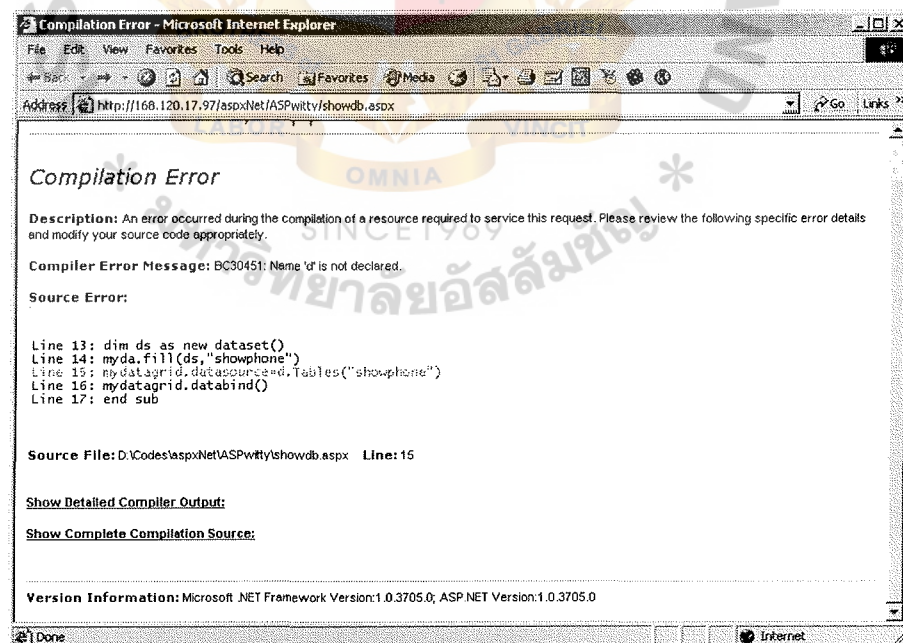 Compilation Error - Microsoft Internet Explorer
File Edit View Favorites Tools Help
Back Search Favorites Media
Address http://168.120.17.97/aspxNet/ASPwitty/showdb.aspx Go Links »
LABOR VINCIT
Compilation Error
OMNIA
Description: An error occurred during the compilation of a resource required to service this request. Please review the following specific error details
and modify your source code appropriately.
SINCE 1969
Compiler Error Message: BC30451: Name 'd' is not declared.
Source Error:
Line 13: dim ds as new dataset()
Line 14: myda.fill(ds,"showphone")
Line 15: mydatagrid.datasource=d.Tables("showphone")
Line 16: mydatagrid.databind()
Line 17: end sub
Source File: D:\Codes\aspxNet\ASPwitty\showdb.aspx Line: 15
Show Detailed Compiler Output:
Show Complete Compilation Source:
Version Information: Microsoft .NET Framework Version:1.0.3705.0; ASP.NET Version:1.0.3705.0
Done Internet